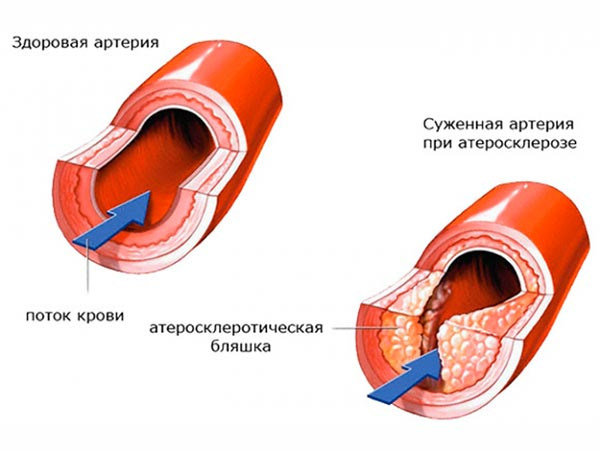 Здоровая артерия
Суженная артерия
при атеросклерозе
поток крови
атеросклеротическая
бляшка